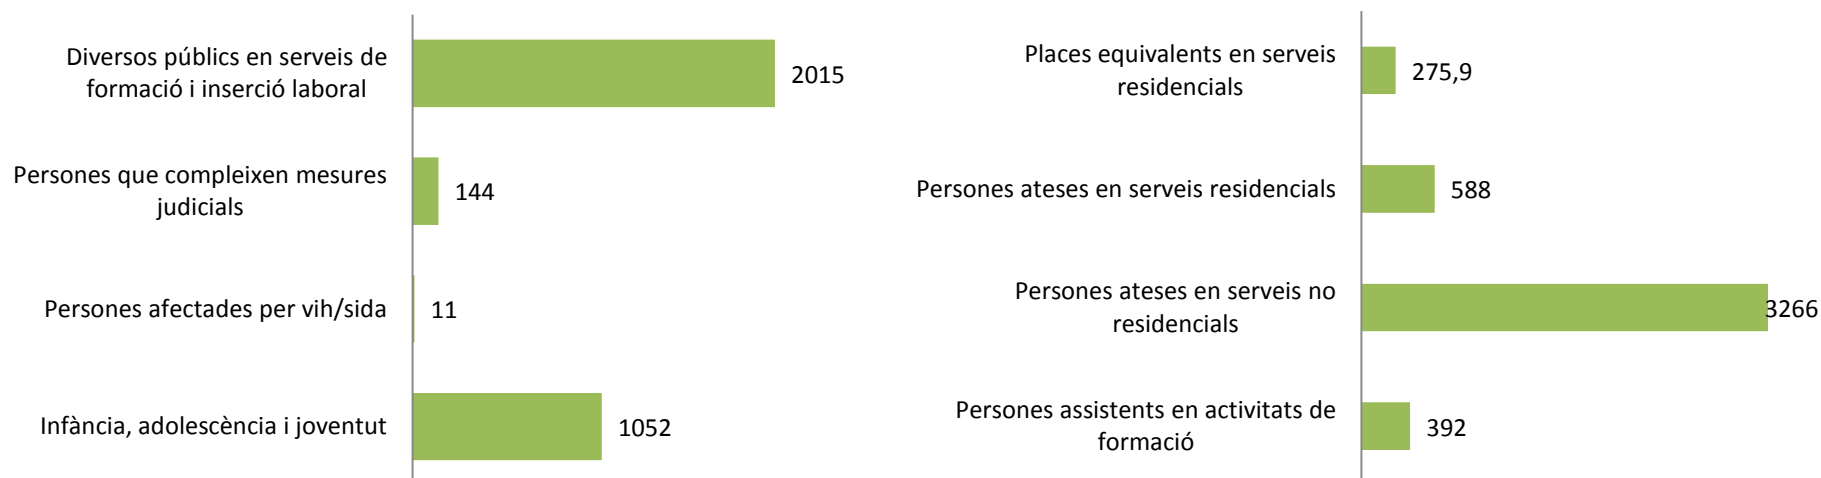 Diversos públics en serveis de
formació i inserció laboral
2015
Persones que compleixen mesures
judicials
144
Persones afectades per vih/sida
11
Infància, adolescència i joventut
1052
Places equivalents en serveis
residencials
275,9
Persones ateses en serveis residencials
588
Persones ateses en serveis no
residencials
3266
Persones assistents en activitats de
formació
392